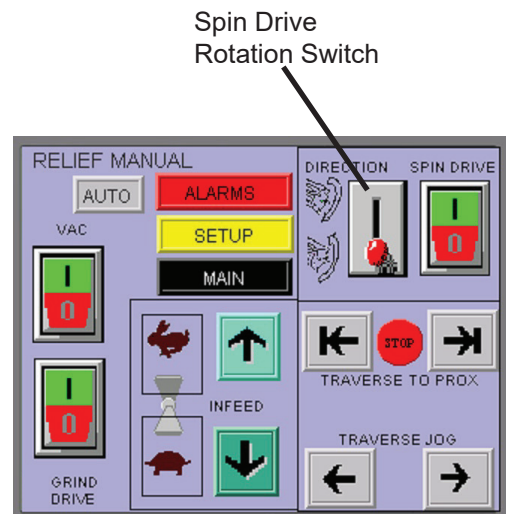 Spin Drive
Rotation Switch
RELIEF MANUAL
AUTO
ALARMS
SETUP
MAIN
VAC
I
0
I
0
GRIND
DRIVE
INFEED
DIRECTION
SPIN DRIVE
I
0
STOP
TRAVERSE TO PROX
TRAVERSE JOG